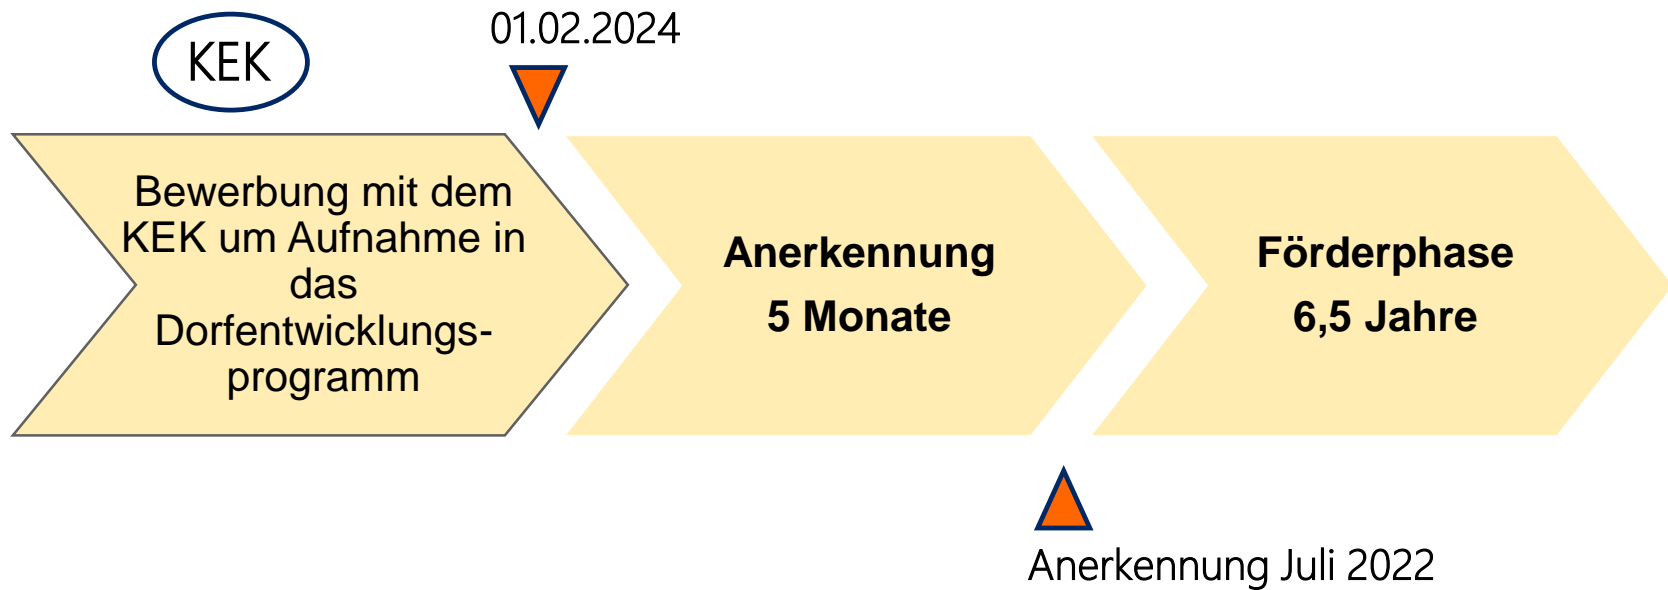 KEK
01.02.2024
Bewerbung mit dem
KEK um Aufnahme in
das
Dorfentwicklungs-
programm
Anerkennung
5 Monate
Förderphase
6,5 Jahre
Anerkennung Juli 2022